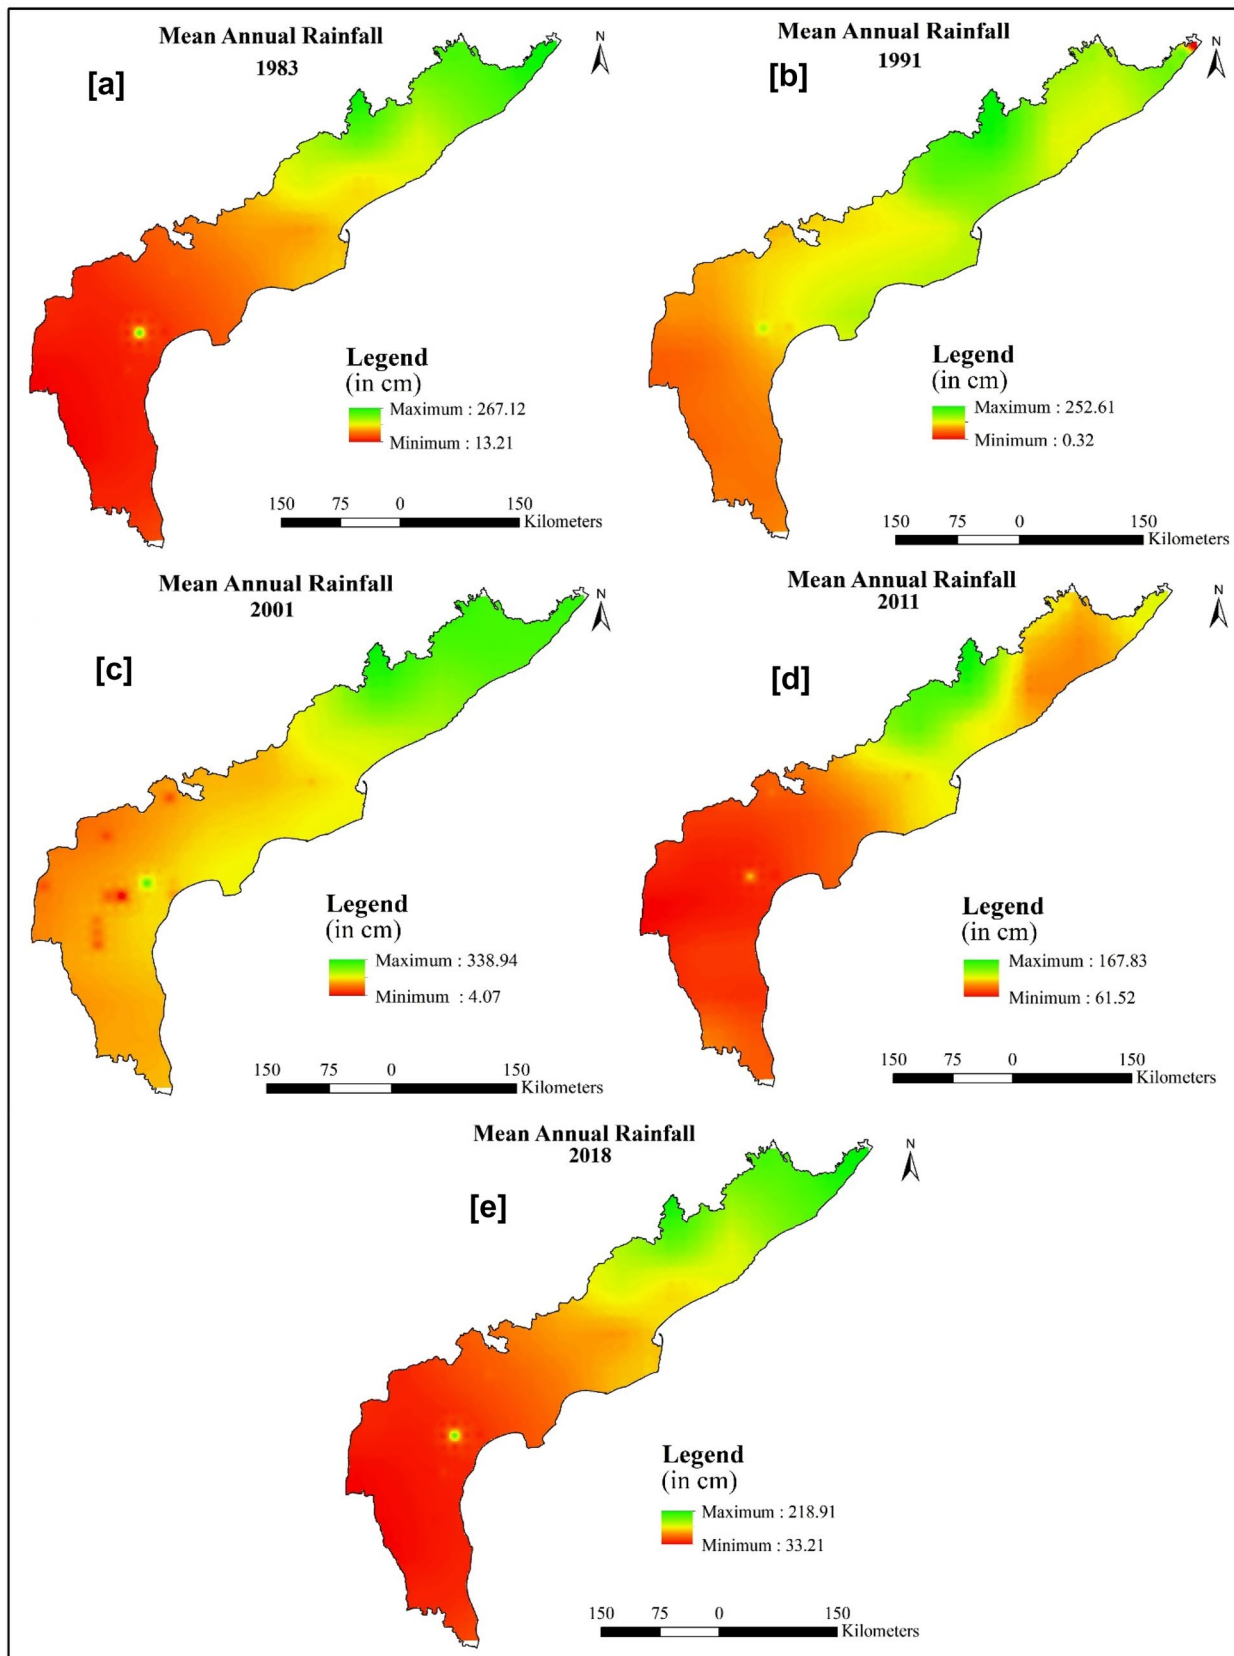 Mean Annual Rainfall
1983
[a]
N
Legend
(in cm)
Maximum : 267.12
Minimum : 13.21
150 75 0 150
Kilometers
Mean Annual Rainfall
1991
[b]
N
Legend
(in cm)
Maximum : 252.61
Minimum : 0.32
150 75 0 150
Kilometers
Mean Annual Rainfall
2001
[c]
N
Legend
(in cm)
Maximum : 338.94
Minimum : 4.07
150 75 0 150
Kilometers
Mean Annual Rainfall
2011
[d]
N
Legend
(in cm)
Maximum : 167.83
Minimum : 61.52
150 75 0 150
Kilometers
Mean Annual Rainfall
2018
[e]
N
Legend
(in cm)
Maximum : 218.91
Minimum : 33.21
150 75 0 150
Kilometers